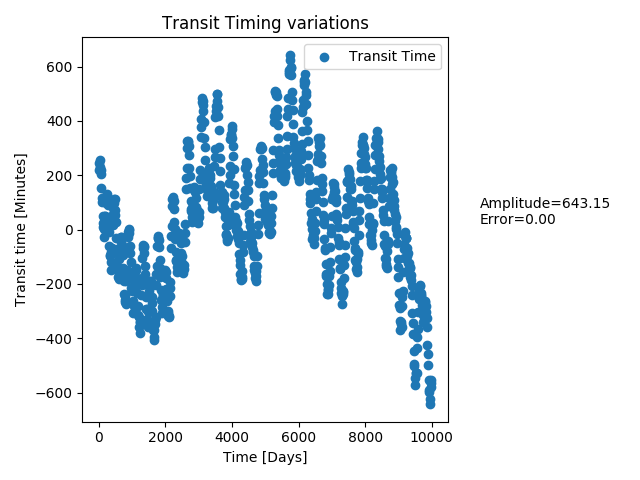 Transit Timing variations
Transit Time
Transit time [Minutes]
600
400
200
0
−200
−400
−600
0 2000 4000 6000 8000 10000
Time [Days]
Amplitude=643.15
Error=0.00